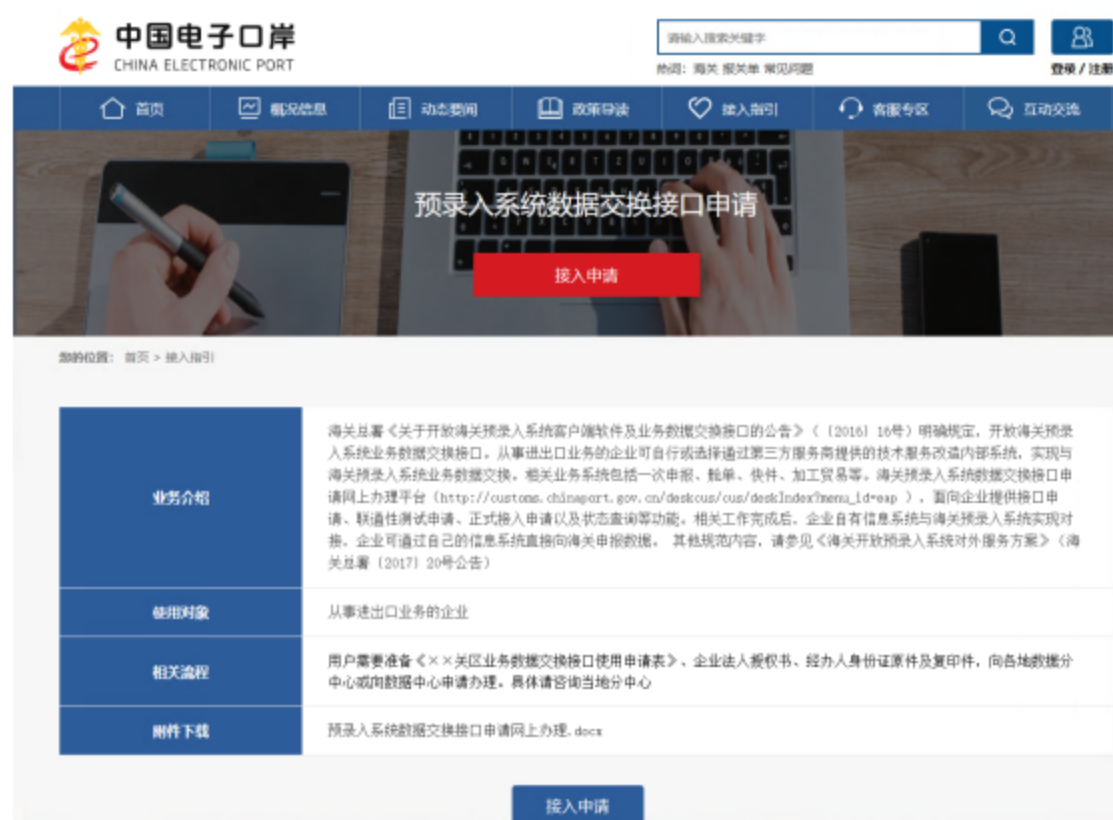 中国电子口岸
CHINA ELECTRONIC PORT
请输入搜索关键字
热词: 海关 报关单 常见问题
登录 / 注册
首页
概况信息
动态要闻
政策导读
接入指引
客服专区
互动交流
预录入系统数据交换接口申请
接入申请
您的位置: 首页 > 接入指引
业务介绍
海关总署《关于开放海关预录入系统客户端软件及业务数据交换接口的公告》(〔2016〕16号)明确规定,开放海关预录
入系统业务数据交换接口。从事进出口业务的企业可自行或选择通过第三方服务商提供的技术服务改造内部系统,实现与
海关预录入系统业务数据交换。相关业务系统包括一次申报、舱单、快件、加工贸易等。海关预录入系统数据交换接口申
请网上办理平台(http://customs.chinaport.gov.cn/deskcus/cus/deskIndex?menu_id=eap ),面向企业提供接口申
请、联通性测试申请、正式接入申请以及状态查询等功能。相关工作完成后,企业自有信息系统与海关预录入系统实现对
接,企业可通过自己的信息系统直接向海关申报数据。 其他规范内容,请参见《海关开放预录入系统对外服务方案》(海
关总署〔2017〕20号公告)
使用对象
从事进出口业务的企业
相关流程
用户需要准备《××关区业务数据交换接口使用申请表》、企业法人授权书、经办人身份证原件及复印件,向各地数据分
中心或向数据中心申请办理。具体请咨询当地分中心
附件下载
预录入系统数据交换接口申请网上办理.docx
接入申请